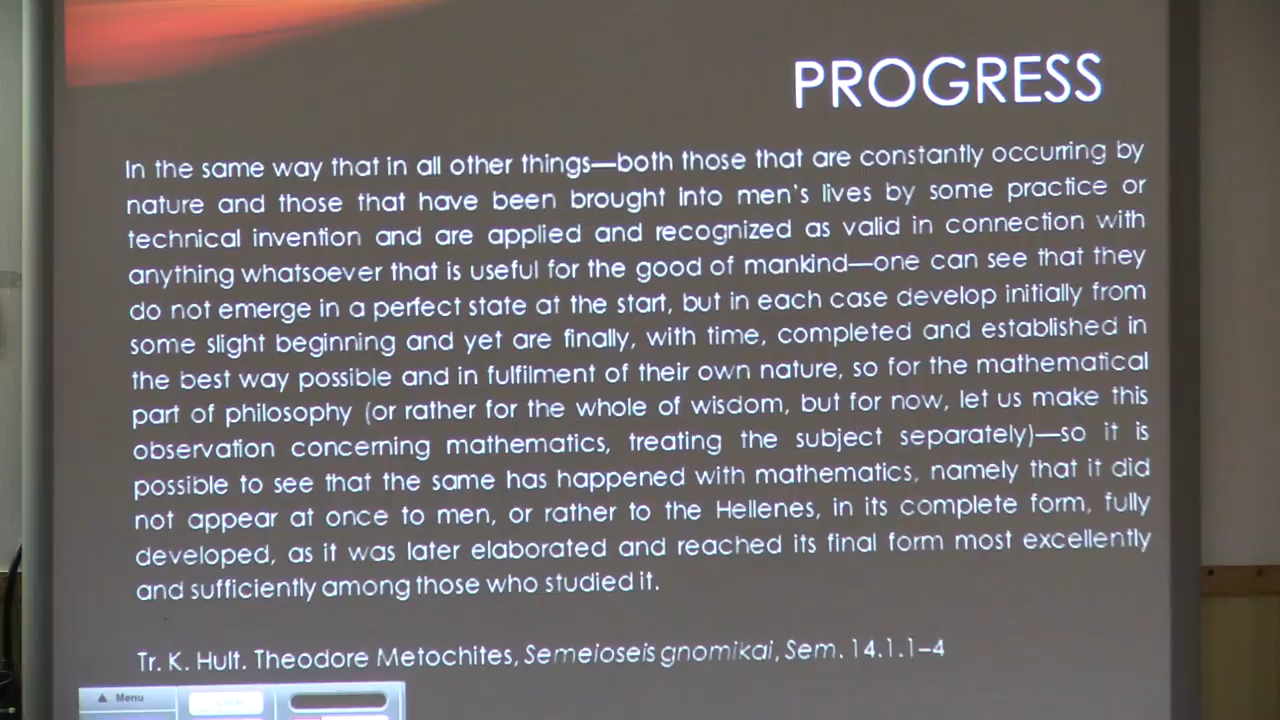 PROGRESS
In the same way that in all other things—both those that are constantly occurring by
nature and those that have been brought into men's lives by some practice or
technical invention and are applied and recognized as valid in connection with
anything whatsoever that is useful for the good of mankind—one can see that they
do not emerge in a perfect state at the start, but in each case develop initially from
some slight beginning and yet are finally, with time, completed and established in
the best way possible and in fulfilment of their own nature, so for the mathematical
part of philosophy (or rather for the whole of wisdom, but for now, let us make this
observation concerning mathematics, treating the subject separately)—so it is
possible to see that the same has happened with mathematics, namely that it did
not appear at once to men, or rather to the Hellenes, in its complete form, fully
developed, as it was later elaborated and reached its final form most excellently
and sufficiently among those who studied it.
Tr. K. Hult. Theodore Metochites, Semeioseis gnomikai, Sem. 14.1.1–4
Menu